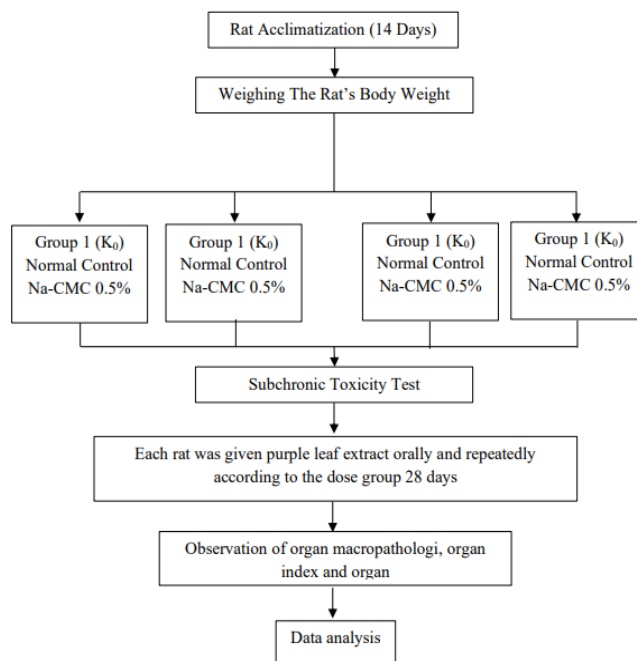 Rat Acclimatization (14 Days)
Weighing The Rat's Body Weight
Group 1 (K₀)
Normal Control
Na-CMC 0.5%
Group 1 (K₀)
Normal Control
Na-CMC 0.5%
Group 1 (K₀)
Normal Control
Na-CMC 0.5%
Group 1 (K₀)
Normal Control
Na-CMC 0.5%
Subchronic Toxicity Test
Each rat was given purple leaf extract orally and repeatedly
according to the dose group 28 days
Observation of organ macropathologi, organ
index and organ
Data analysis